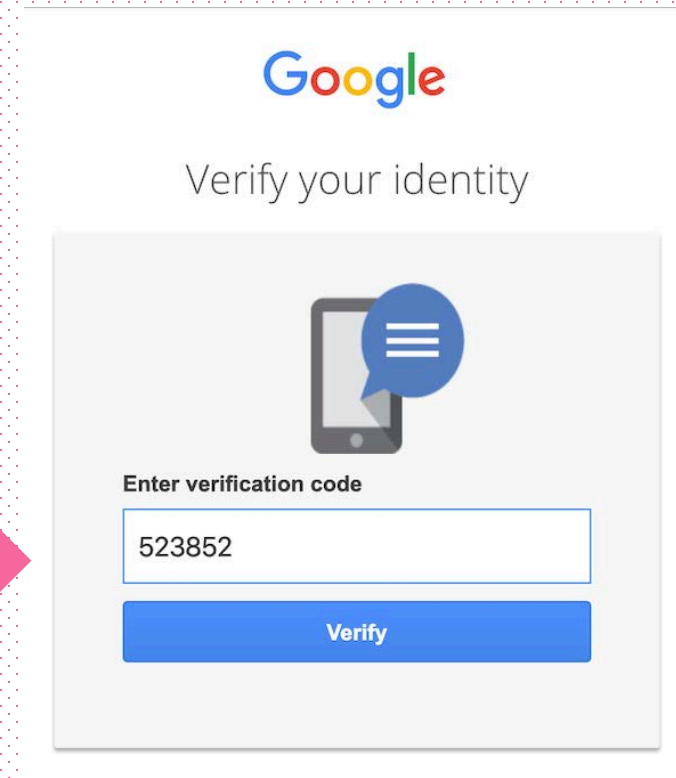 Google
Verify your identity
Enter verification code
523852
Verify